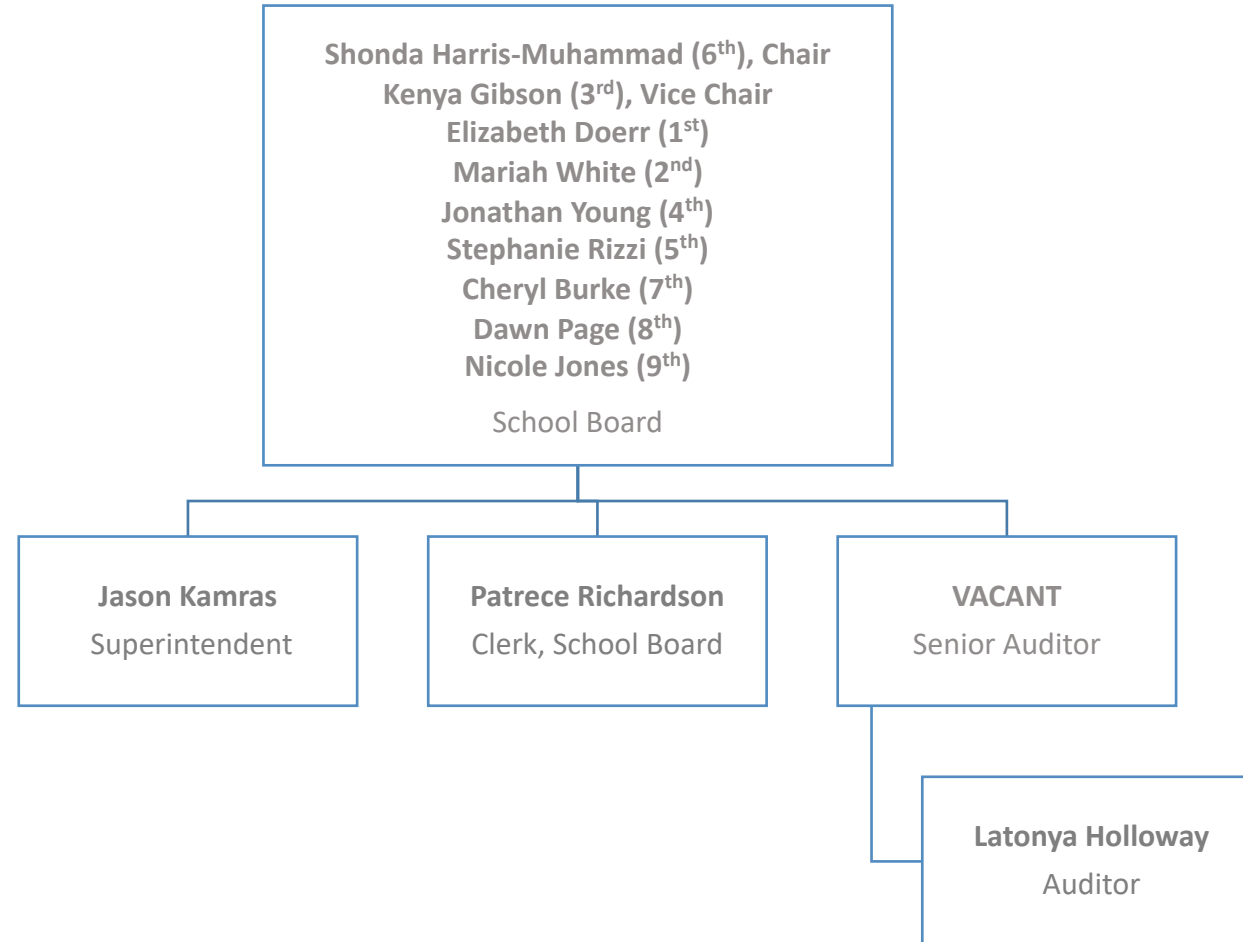 Shonda Harris-Muhammad (6th), Chair
Kenya Gibson (3rd), Vice Chair
Elizabeth Doerr (1st)
Mariah White (2nd)
Jonathan Young (4th)
Stephanie Rizzi (5th)
Cheryl Burke (7th)
Dawn Page (8th)
Nicole Jones (9th)
School Board
Jason Kamras
Superintendent
Patrece Richardson
Clerk, School Board
VACANT
Senior Auditor
Latonya Holloway
Auditor